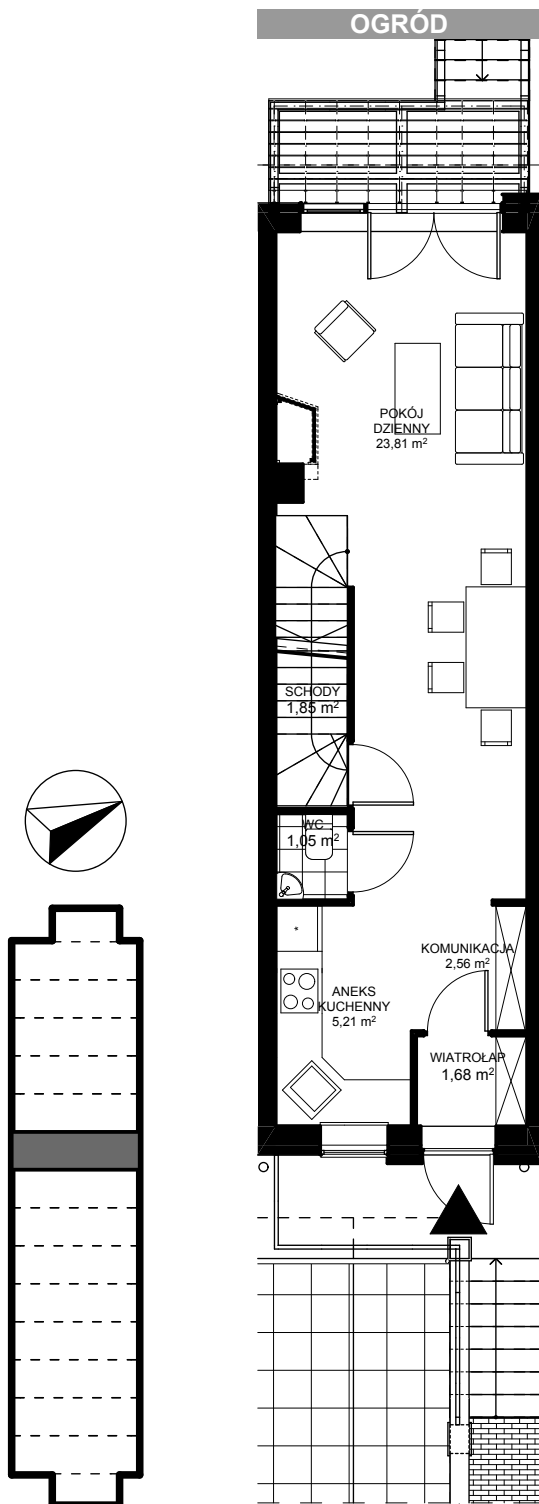 OGRÓD
POKÓJ
DZIENNY
23,81 m²
SCHODY
1,85 m²
WC
1,05 m²
KOMUNIKACJA
2,56 m²
ANEKS
KUCHENNY
5,21 m²
WIATROŁAP
1,68 m²